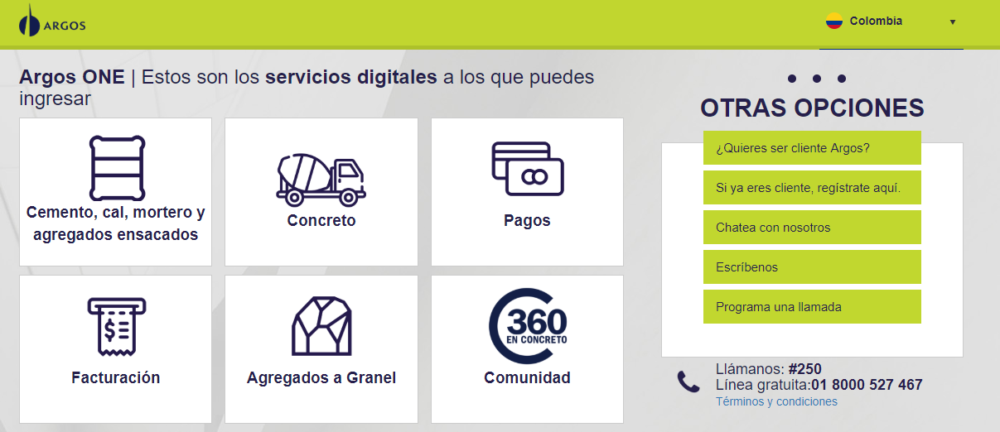 ARGOS
Colombia
Argos ONE | Estos son los servicios digitales a los que puedes
ingresar
Cemento, cal, mortero y
agregados ensacados
Concreto
Pagos
Facturación
Agregados a Granel
360
EN CONCRETO
Comunidad
OTRAS OPCIONES
¿Quieres ser cliente Argos?
Si ya eres cliente, regístrate aquí.
Chatea con nosotros
Escríbenos
Programa una llamada
Llámanos: #250
Línea gratuita:01 8000 527 467
Términos y condiciones